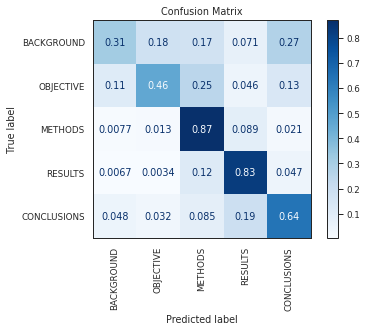 Confusion Matrix
True label
BACKGROUND 0.31 0.18 0.17 0.071 0.27
OBJECTIVE 0.11 0.46 0.25 0.046 0.13
METHODS 0.0077 0.013 0.87 0.089 0.021
RESULTS 0.0067 0.0034 0.12 0.83 0.047
CONCLUSIONS 0.048 0.032 0.085 0.19 0.64
BACKGROUND
OBJECTIVE
METHODS
RESULTS
CONCLUSIONS
Predicted label
0.8
0.7
0.6
0.5
0.4
0.3
0.2
0.1